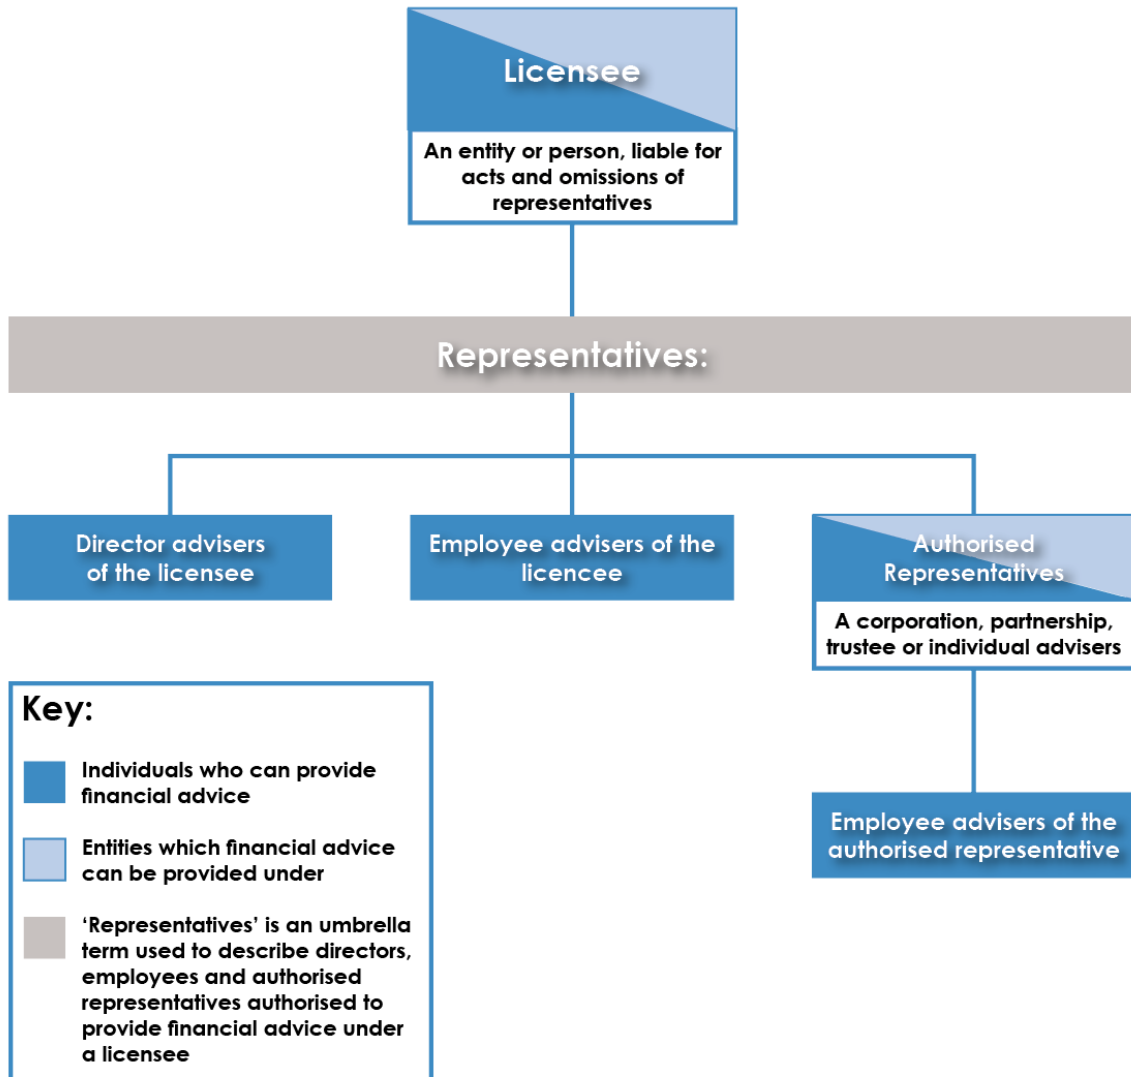 Licensee
An entity or person, liable for
acts and omissions of
representatives
Representatives:
Director advisers
of the licensee
Employee advisers of the
licencee
Authorised
Representatives
A corporation, partnership,
trustee or individual advisers
Employee advisers of the
authorised representative
Key:
Individuals who can provide
financial advice
Entities which financial advice
can be provided under
‘Representatives’ is an umbrella
term used to describe directors,
employees and authorised
representatives authorised to
provide financial advice under
a licensee